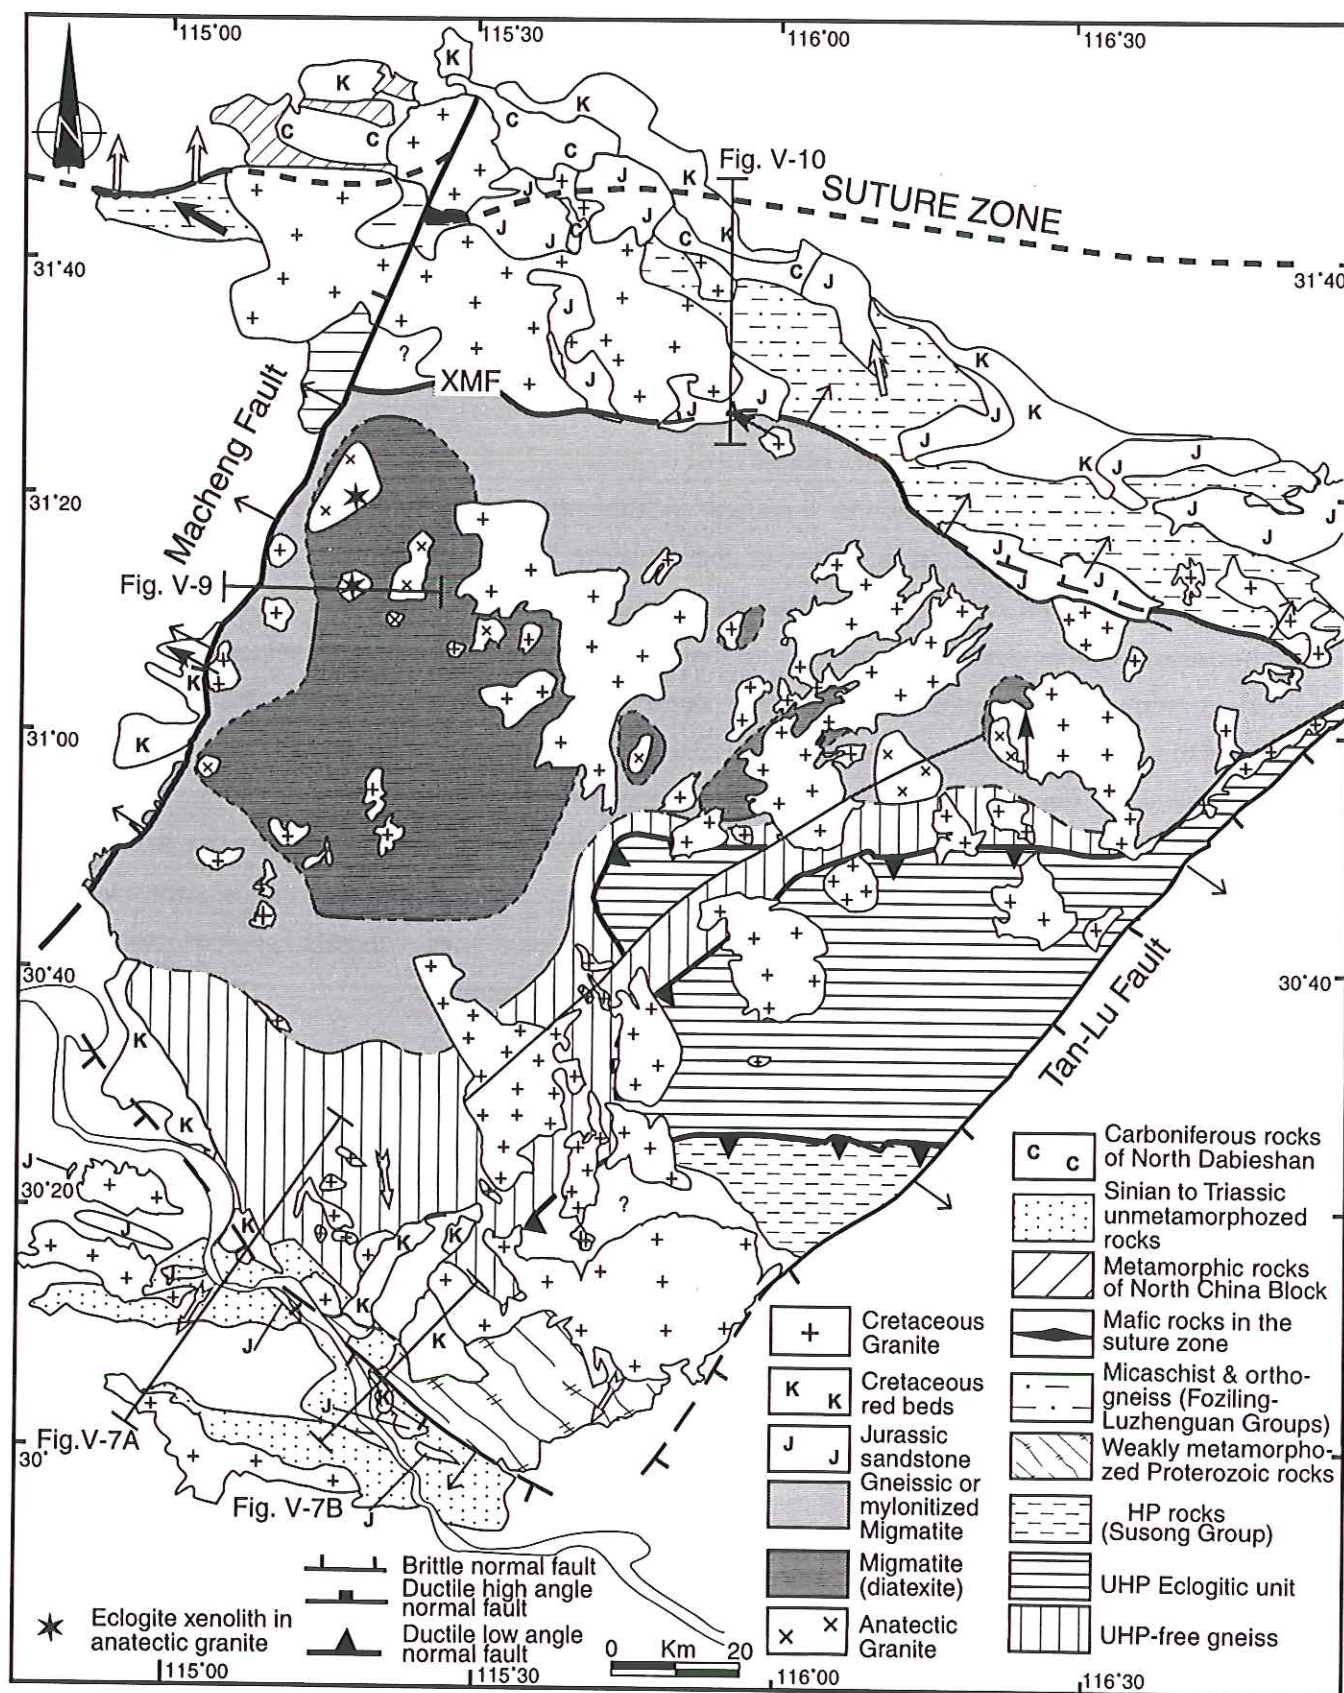 115°00
115°30
116°00
116°30
K
K
K
C
C
C
C
Fig. V-10
SUTURE ZONE
N
J
J
K
J
J
J
C
C
K
C
J
31°40
31°40
J
?
XMF
J
J
J
K
K
J
J
K
J
J
J
J
J
Macheng Fault
31°20
J
J
J
Fig. V-9
K
K
31°00
30°40
30°40
Tan-Lu Fault
K
K
J
30°20
J
K
K
K
?
J
K
K
J
J
K
Fig.V-7A
30°
Fig. V-7B
J
Cretaceous
Granite
K K
Cretaceous
red beds
J J
Jurassic
sandstone
Gneissic or
mylonitized
Migmatite
Migmatite
(diatexite)
Anatectic
Granite
C C
Carboniferous rocks
of North Dabieshan
Sinian to Triassic
unmetamorphozed
rocks
Metamorphic rocks
of North China Block
Mafic rocks in the
suture zone
Micaschist & ortho-
gneiss (Foziling-
Luzhenguan Groups)
Weakly metamorpho-
zed Proterozoic rocks
HP rocks
(Susong Group)
UHP Eclogitic unit
UHP-free gneiss
Brittle normal fault
Ductile high angle
normal fault
Ductile low angle
normal fault
Eclogite xenolith in
anatectic granite
0 Km 20
115°00
115°30
116°00
116°30